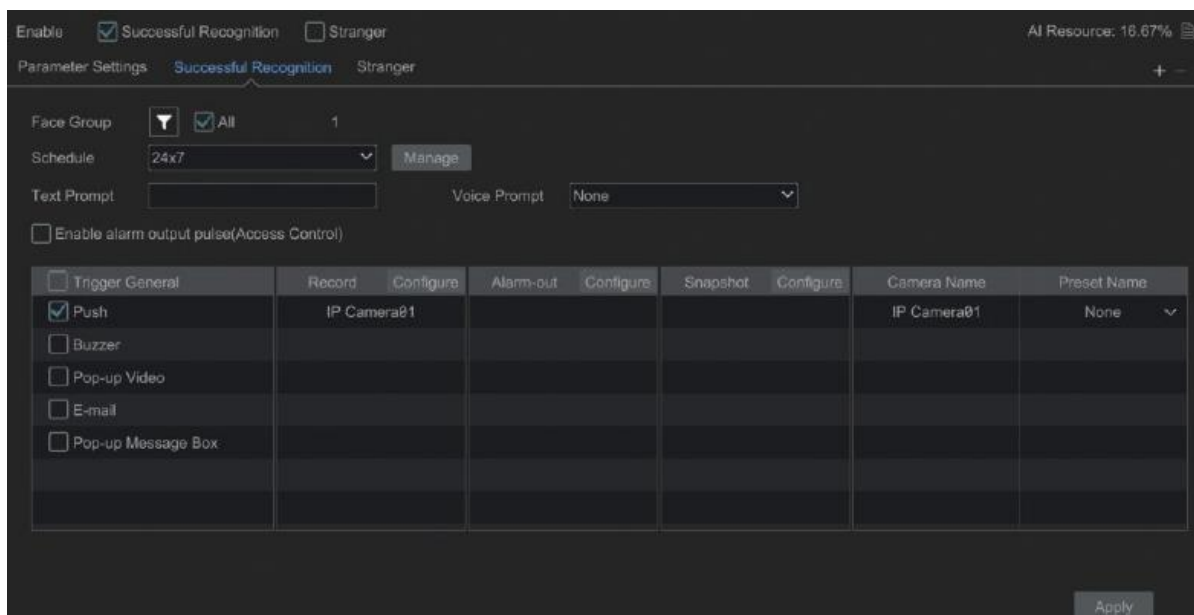 Enable Successful Recognition Stranger AI Resource: 16.67%
Parameter Settings Successful Recognition Stranger + −
Face Group All 1
Schedule 24x7 Manage
Text Prompt Voice Prompt None
Enable alarm output pulse(Access Control)
Trigger General Record Configure Alarm-out Configure Snapshot Configure Camera Name Preset Name
Push IP Camera01 IP Camera01 None
Buzzer
Pop-up Video
E-mail
Pop-up Message Box
Apply